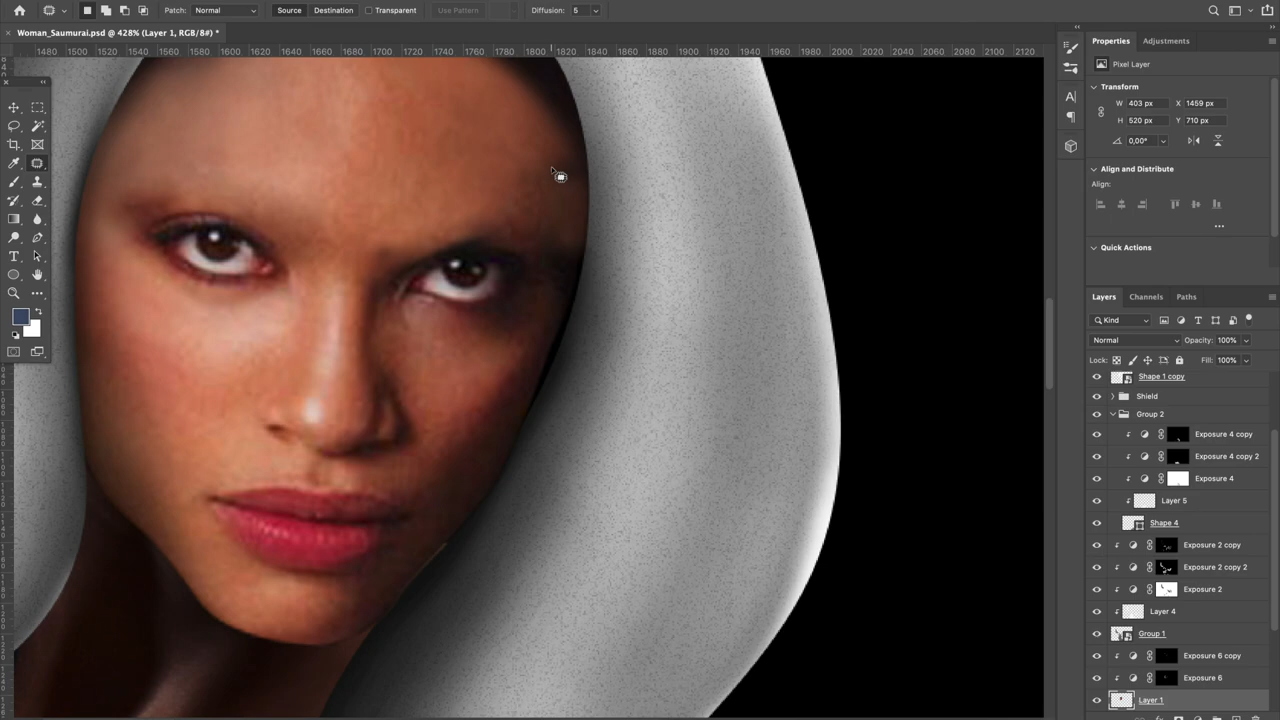 Patch: Normal Source Destination Transparent Use Pattern Diffusion: 5
Woman_Saumurai.psd @ 428% (Layer 1, RGB/8#) *
1480 1500 1520 1540 1560 1580 1600 1620 1640 1660 1680 1700 1720 1740 1760 1780 1800 1820 1840 1860 1880 1900 1920 1940 1960 1980 2000 2020 2040 2060 2080 2100 2120
Properties Adjustments
Pixel Layer
Transform
W 403 px X 1459 px
H 520 px Y 710 px
0,00°
Align and Distribute
Align:
Quick Actions
Layers Channels Paths
Kind
Normal Opacity: 100%
Lock: Fill: 100%
Shape 1 copy
Shield
Group 2
Exposure 4 copy
Exposure 4 copy 2
Exposure 4
Layer 5
Shape 4
Exposure 2 copy
Exposure 2 copy 2
Exposure 2
Layer 4
Group 1
Exposure 6 copy
Exposure 6
Layer 1